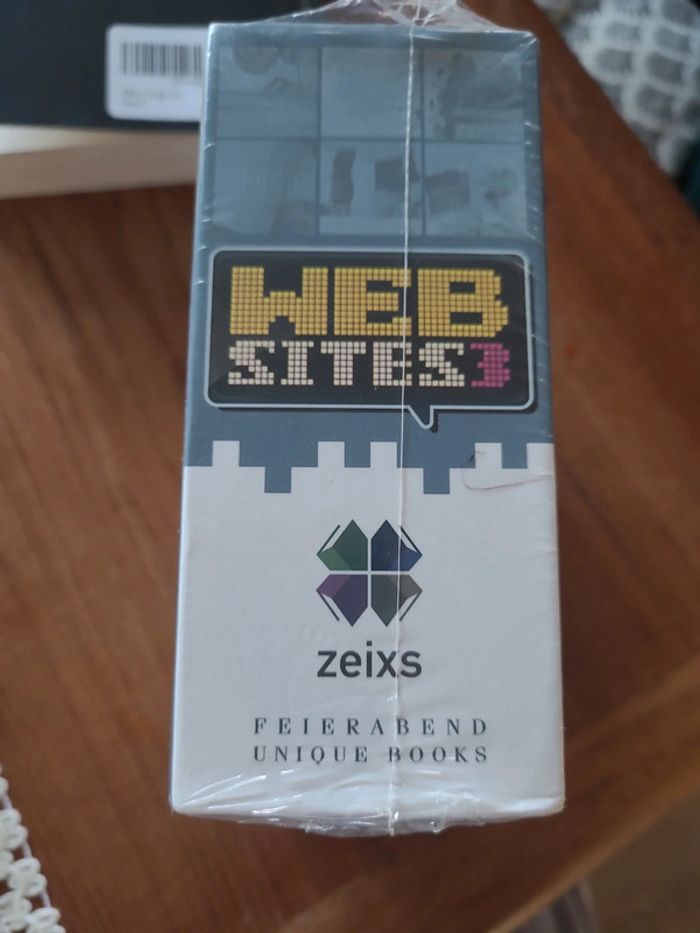 WEB
SITES3
zeixs
FEIERABEND
UNIQUE BOOKS